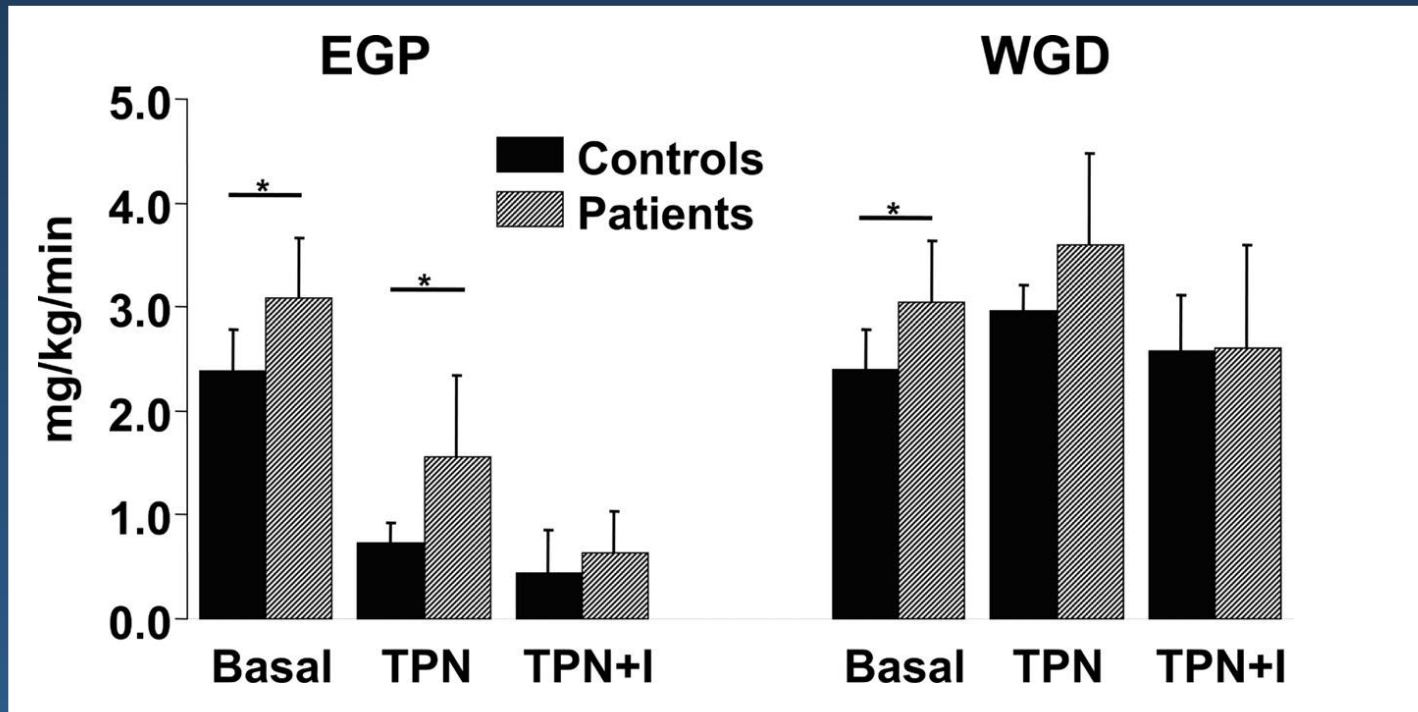 EGP
WGD
5.0
4.0
3.0
2.0
1.0
0.0
mg/kg/min
Controls
Patients
*
*
*
Basal TPN TPN+I
Basal TPN TPN+I